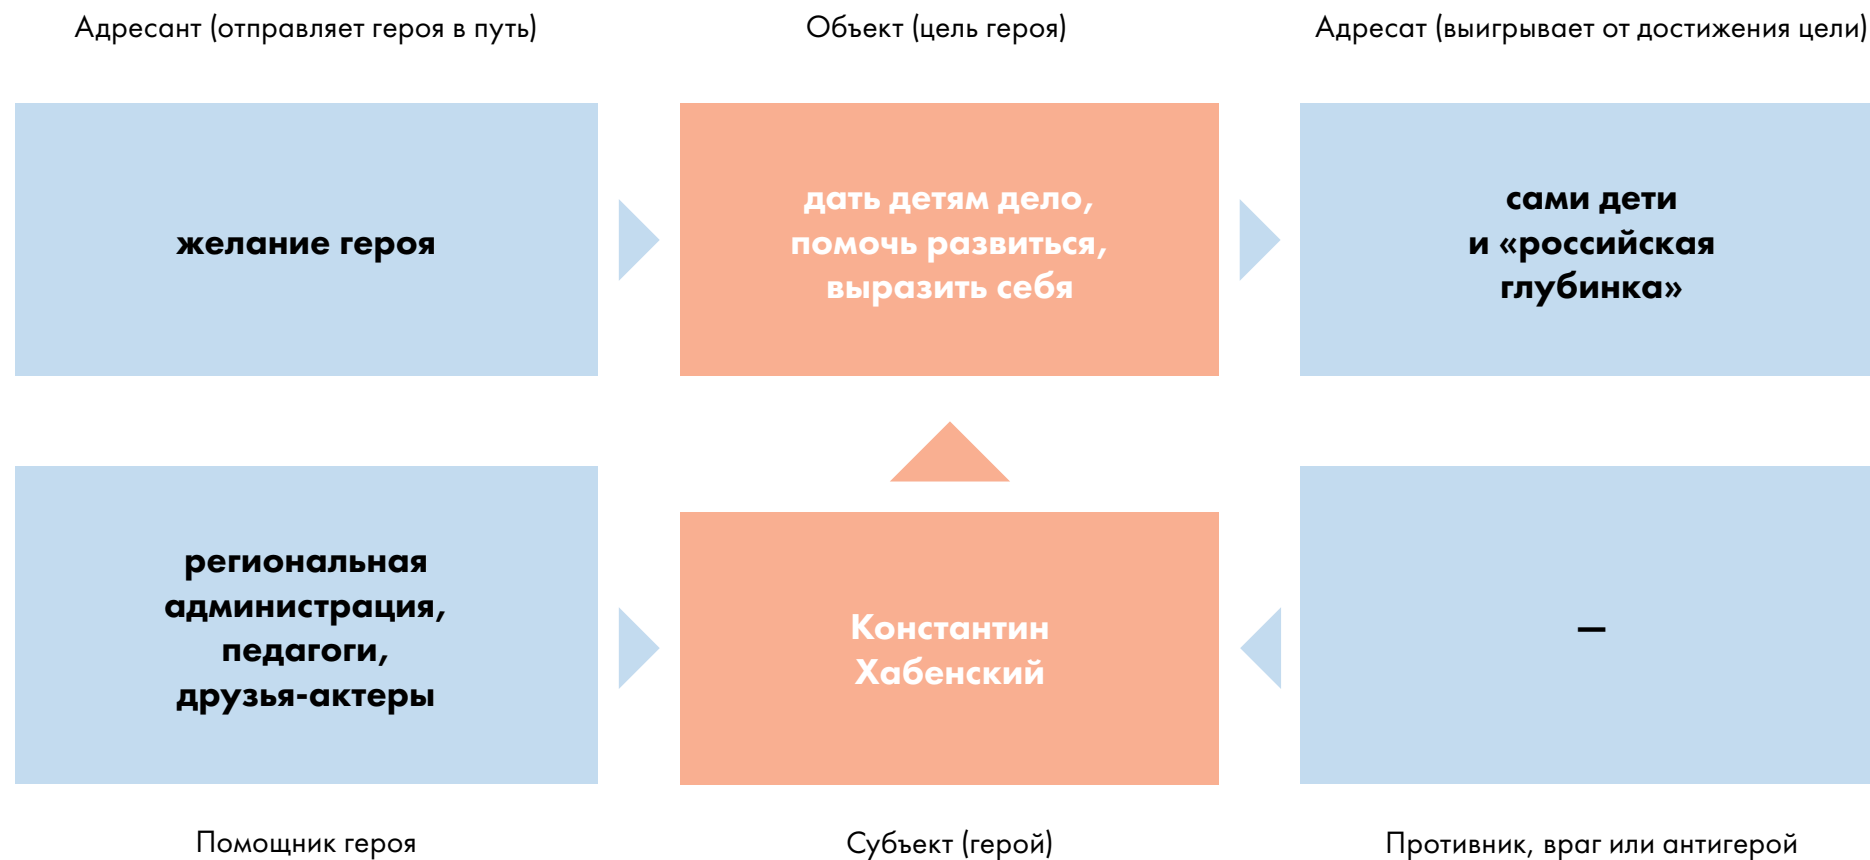 Адресант (отправляет героя в путь)
Объект (цель героя)
Адресат (выигрывает от достижения цели)
желание героя
дать детям дело,
помочь развиться,
выразить себя
сами дети
и «российская
глубинка»
региональная
администрация,
педагоги,
друзья-актеры
Константин
Хабенский
—
Помощник героя
Субъект (герой)
Противник, враг или антигерой